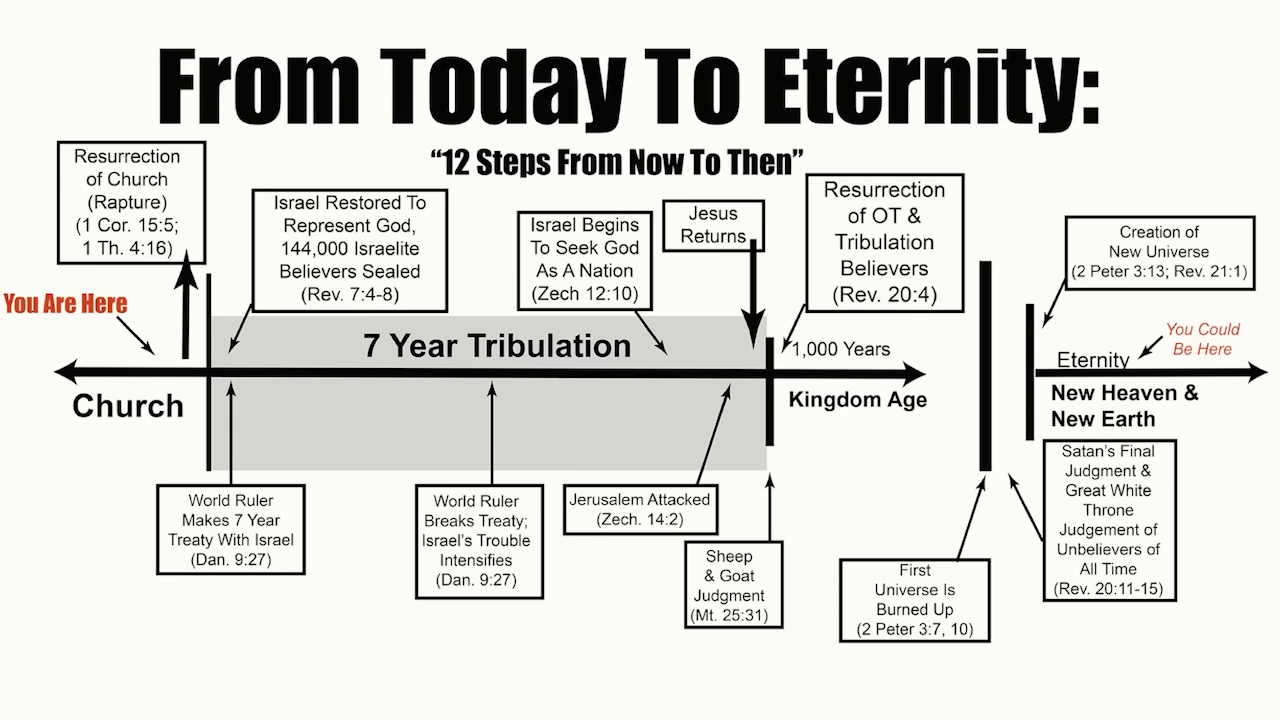 From Today To Eternity:
“12 Steps From Now To Then”
Resurrection
of Church
(Rapture)
(1 Cor. 15:5;
1 Th. 4:16)
Israel Restored To
Represent God,
144,000 Israelite
Believers Sealed
(Rev. 7:4-8)
Israel Begins
To Seek God
As A Nation
(Zech 12:10)
Jesus
Returns
Resurrection
of OT &
Tribulation
Believers
(Rev. 20:4)
Creation of
New Universe
(2 Peter 3:13; Rev. 21:1)
You Are Here
7 Year Tribulation
1,000 Years
Eternity
You Could
Be Here
Church
Kingdom Age
New Heaven &
New Earth
World Ruler
Makes 7 Year
Treaty With Israel
(Dan. 9:27)
World Ruler
Breaks Treaty;
Israel’s Trouble
Intensifies
(Dan. 9:27)
Jerusalem Attacked
(Zech. 14:2)
Sheep
& Goat
Judgment
(Mt. 25:31)
First
Universe Is
Burned Up
(2 Peter 3:7, 10)
Satan’s Final
Judgment &
Great White
Throne
Judgement of
Unbelievers of
All Time
(Rev. 20:11-15)